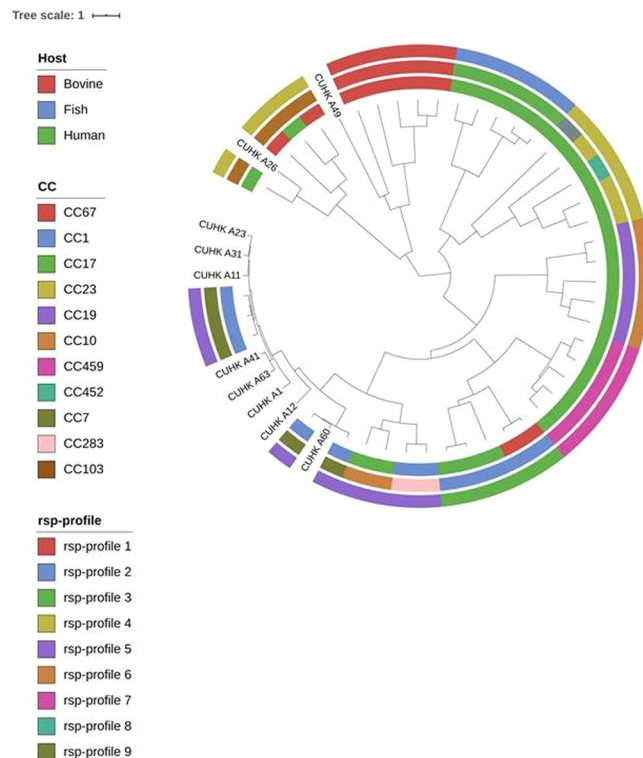 Tree scale: 1
Host
Bovine
Fish
Human
CC
CC67
CC1
CC17
CC23
CC19
CC10
CC459
CC452
CC7
CC283
CC103
rsp-profile
rsp-profile 1
rsp-profile 2
rsp-profile 3
rsp-profile 4
rsp-profile 5
rsp-profile 6
rsp-profile 7
rsp-profile 8
rsp-profile 9
CUHK A49
CUHK A26
CUHK A23
CUHK A31
CUHK A11
CUHK A41
CUHK A63
CUHK A1
CUHK A12
CUHK A60